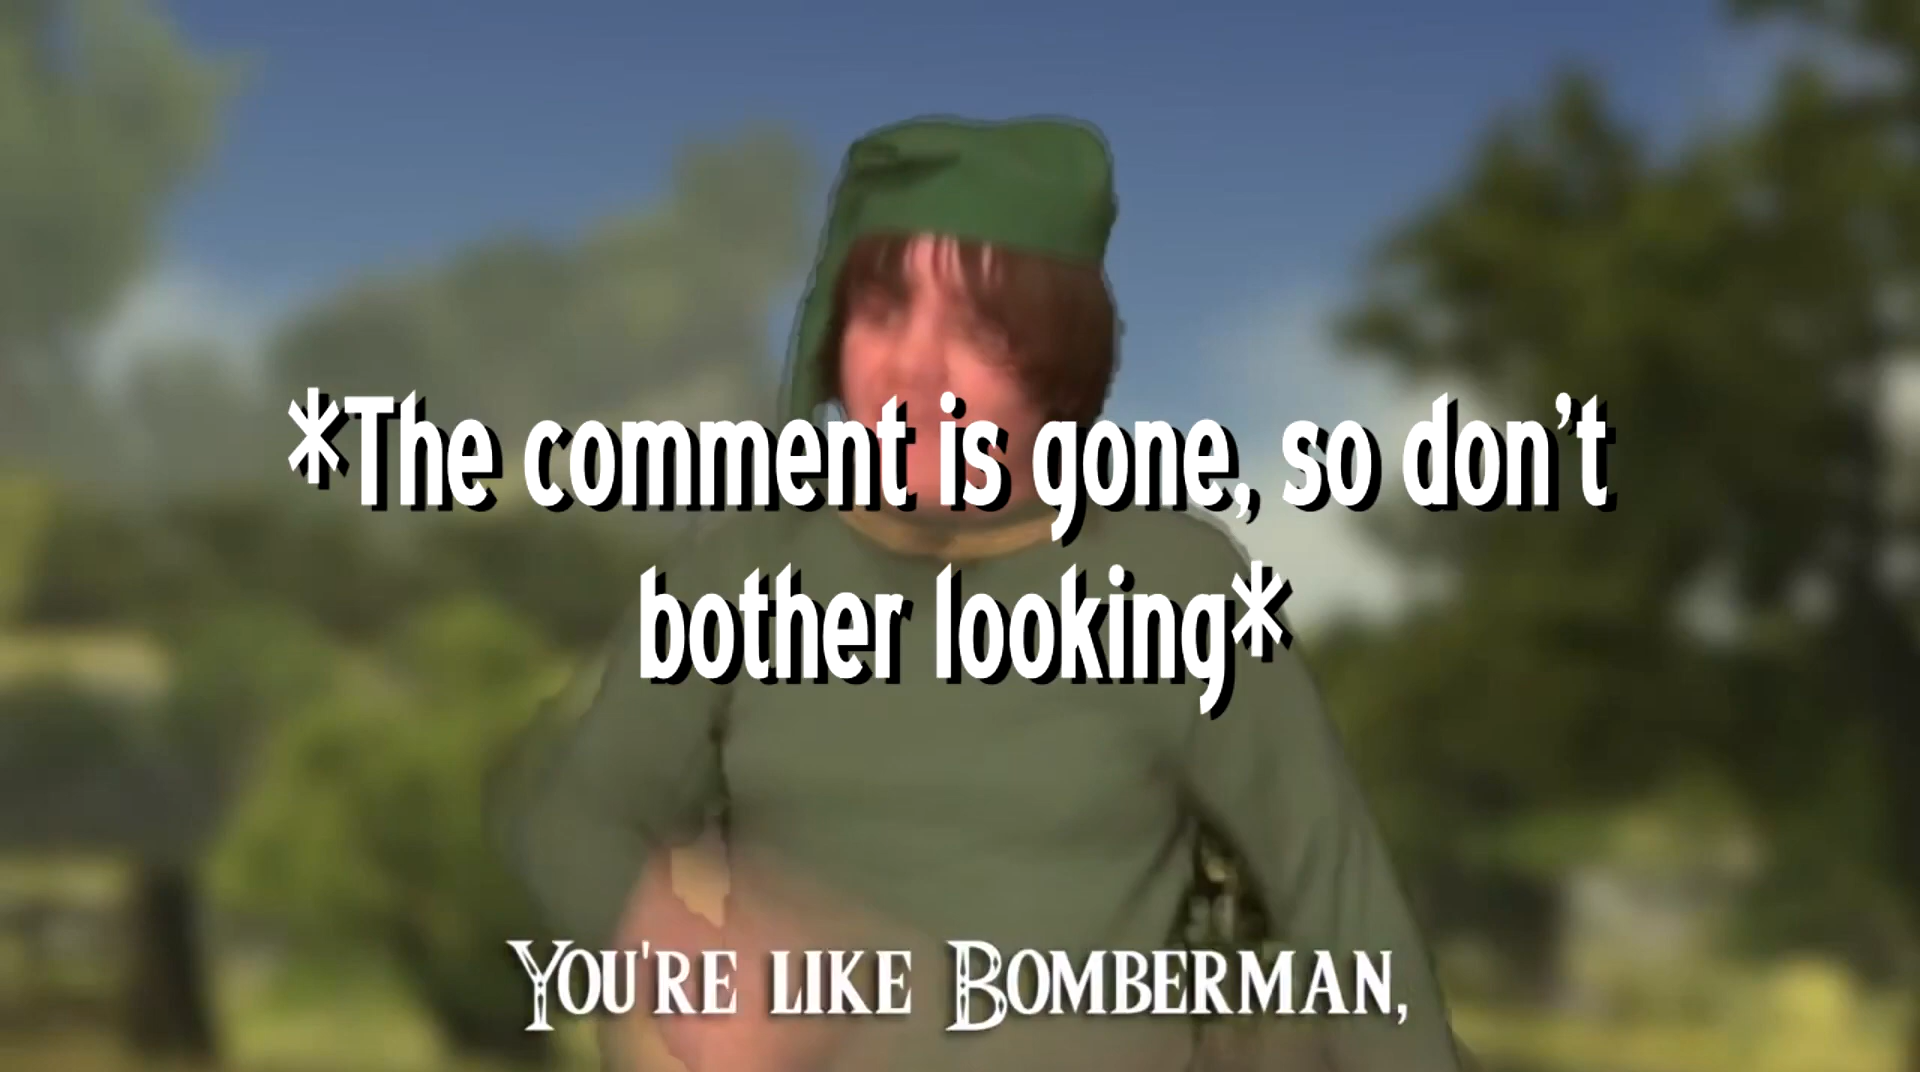 *The comment is gone, so don't
bother looking*
YOU'RE LIKE BOMBERMAN,